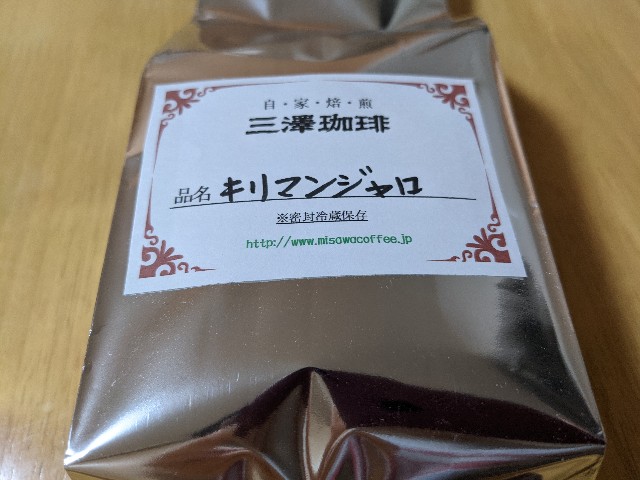 自・家・焙・煎
三澤珈琲
品名 キリマンジャロ
※密封冷蔵保存
http://www.misawacoffee.jp